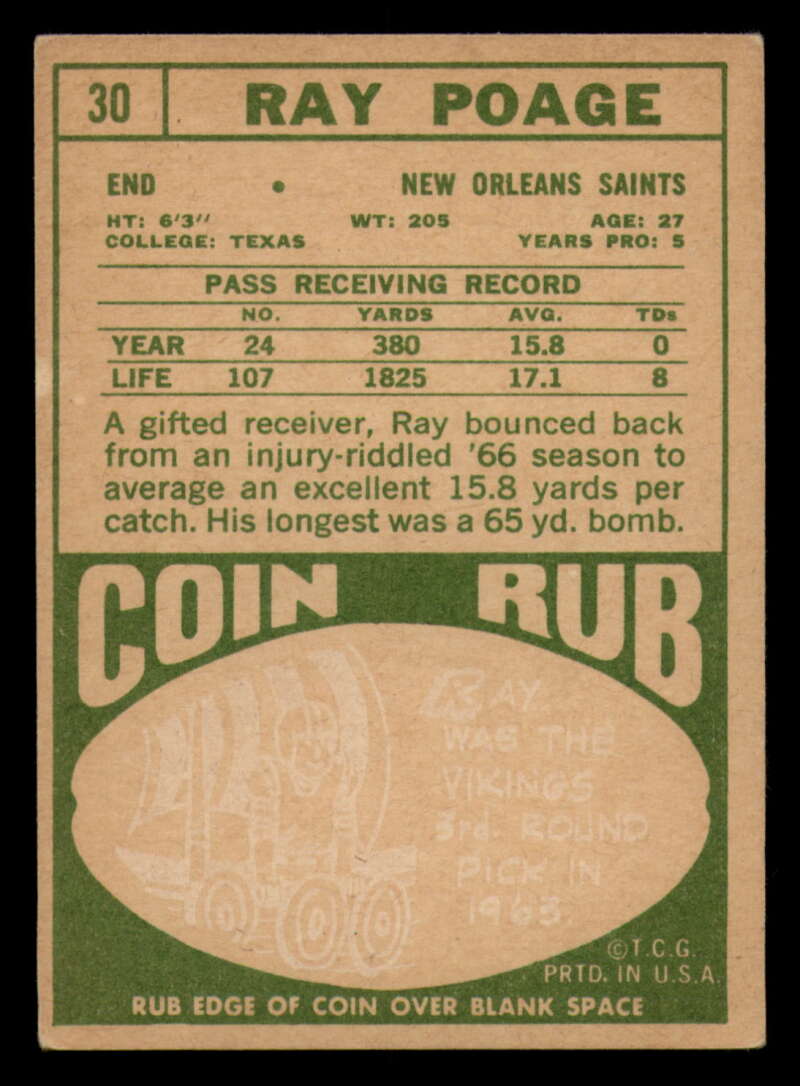 30 RAY POAGE
END • NEW ORLEANS SAINTS
HT: 6'3" WT: 205 AGE: 27
COLLEGE: TEXAS YEARS PRO: 5
PASS RECEIVING RECORD
NO. YARDS AVG. TDs
YEAR 24 380 15.8 0
LIFE 107 1825 17.1 8
A gifted receiver, Ray bounced back
from an injury-riddled '66 season to
average an excellent 15.8 yards per
catch. His longest was a 65 yd. bomb.
COIN RUB
RAY
WAS THE
VIKINGS
3rd. ROUND
PICK IN
1963.
©T.C.G.
PRTD. IN U.S.A.
RUB EDGE OF COIN OVER BLANK SPACE